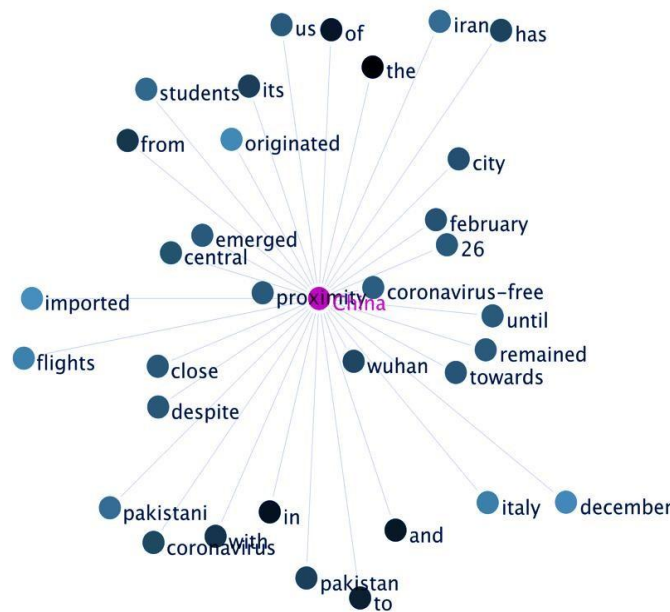 us
of
iran
has
the
students
its
from
originated
city
february
emerged
26
central
proximity
China
coronavirus-free
imported
until
remained
flights
close
wuhan
towards
despite
pakistani
in
italy
december
coronavirus
with
and
pakistan
to